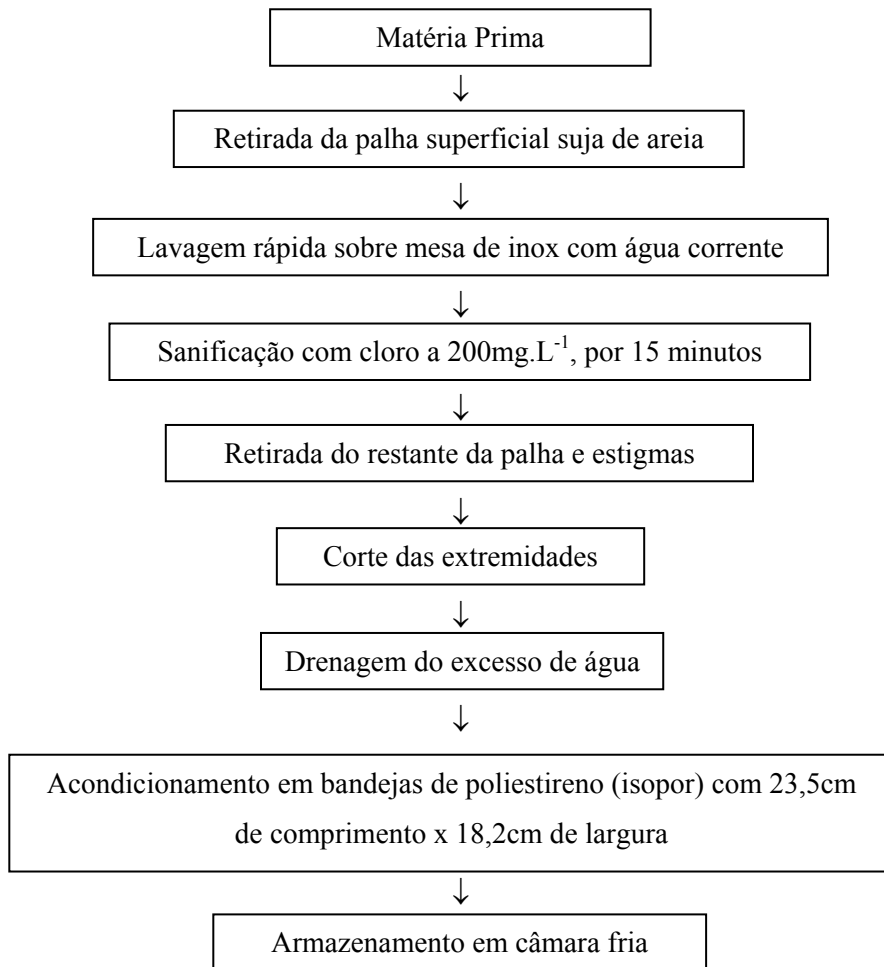 Matéria Prima
↓
Retirada da palha superficial suja de areia
↓
Lavagem rápida sobre mesa de inox com água corrente
↓
Sanificação com cloro a 200mg.L⁻¹, por 15 minutos
↓
Retirada do restante da palha e estigmas
↓
Corte das extremidades
↓
Drenagem do excesso de água
↓
Acondicionamento em bandejas de poliestireno (isopor) com 23,5cm
de comprimento x 18,2cm de largura
↓
Armazenamento em câmara fria